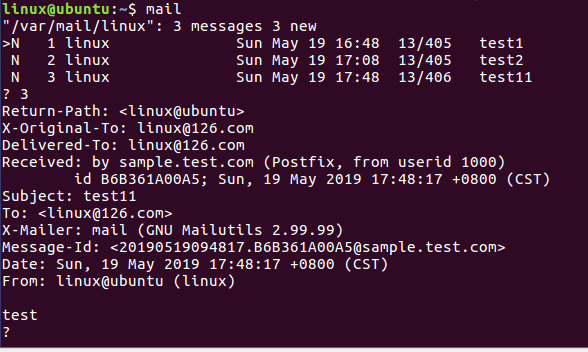 linux@ubuntu:~$ mail
"/var/mail/linux": 3 messages 3 new
>N   1 linux              Sun May 19 16:48  13/405   test1
 N   2 linux              Sun May 19 17:08  13/405   test2
 N   3 linux              Sun May 19 17:48  13/406   test11
? 3
Return-Path: <linux@ubuntu>
X-Original-To: linux@126.com
Delivered-To: linux@126.com
Received: by sample.test.com (Postfix, from userid 1000)
        id B6B361A00A5; Sun, 19 May 2019 17:48:17 +0800 (CST)
Subject: test11
To: <linux@126.com>
X-Mailer: mail (GNU Mailutils 2.99.99)
Message-Id: <20190519094817.B6B361A00A5@sample.test.com>
Date: Sun, 19 May 2019 17:48:17 +0800 (CST)
From: linux@ubuntu (linux)

test
?